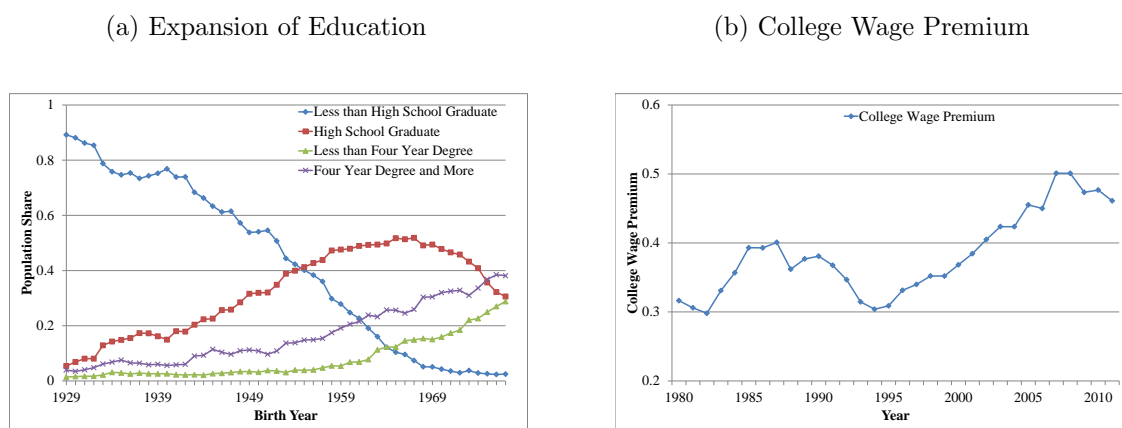 (a) Expansion of Education
1
0.8
0.6
0.4
0.2
0
Population Share
Less than High School Graduate
High School Graduate
Less than Four Year Degree
Four Year Degree and More
1929
1939
1949
1959
1969
Birth Year
(b) College Wage Premium
0.6
0.5
0.4
0.3
0.2
College Wage Premium
College Wage Premium
1980
1985
1990
1995
2000
2005
2010
Year